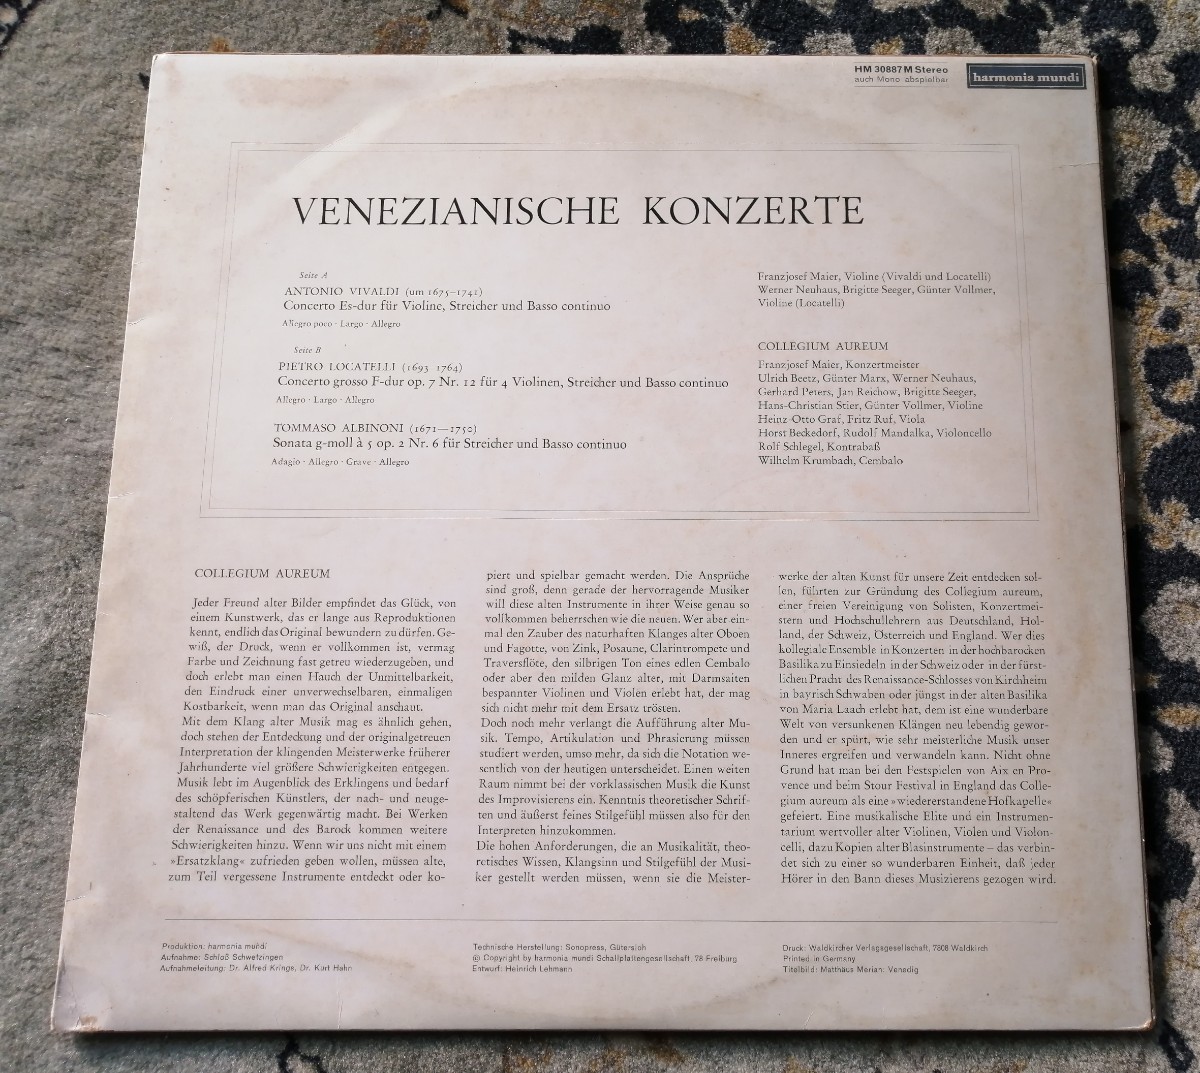 HM 30887 M Stereo
auch Mono abspielbar
harmonia mundi
VENEZIANISCHE KONZERTE
Seite A
ANTONIO VIVALDI (um 1675–1741)
Concerto Es-dur für Violine, Streicher und Basso continuo
Allegro poco · Largo · Allegro
Seite B
PIETRO LOCATELLI (1693–1764)
Concerto grosso F-dur op. 7 Nr. 12 für 4 Violinen, Streicher und Basso continuo
Allegro · Largo · Allegro
TOMMASO ALBINONI (1671—1750)
Sonata g-moll à 5 op. 2 Nr. 6 für Streicher und Basso continuo
Adagio · Allegro · Grave · Allegro
Franzjosef Maier, Violine (Vivaldi und Locatelli)
Werner Neuhaus, Brigitte Seeger, Günter Vollmer,
Violine (Locatelli)
COLLEGIUM AUREUM
Franzjosef Maier, Konzertmeister
Ulrich Beetz, Günter Marx, Werner Neuhaus,
Gerhard Peters, Jan Reichow, Brigitte Seeger,
Hans-Christian Stier, Günter Vollmer, Violine
Heinz-Otto Graf, Fritz Ruf, Viola
Horst Beckedorf, Rudolf Mandalka, Violoncello
Rolf Schlegel, Kontrabaß
Wilhelm Krumbach, Cembalo
COLLEGIUM AUREUM
Jeder Freund alter Bilder empfindet das Glück, von
einem Kunstwerk, das er lange aus Reproduktionen
kennt, endlich das Original bewundern zu dürfen. Ge-
wiß, der Druck, wenn er vollkommen ist, vermag
Farbe und Zeichnung fast getreu wiederzugeben, und
doch erlebt man einen Hauch der Unmittelbarkeit,
den Eindruck einer unverwechselbaren, einmaligen
Kostbarkeit, wenn man das Original anschaut.
Mit dem Klang alter Musik mag es ähnlich gehen,
doch stehen der Entdeckung und der originalgetreuen
Interpretation der klingenden Meisterwerke früherer
Jahrhunderte viel größere Schwierigkeiten entgegen.
Musik lebt im Augenblick des Erklingens und bedarf
des schöpferischen Künstlers, der nach- und neuge-
staltend das Werk gegenwärtig macht. Bei Werken
der Renaissance und des Barock kommen weitere
Schwierigkeiten hinzu. Wenn wir uns nicht mit einem
»Ersatzklang« zufrieden geben wollen, müssen alte,
zum Teil vergessene Instrumente entdeckt oder ko-
piert und spielbar gemacht werden. Die Ansprüche
sind groß, denn gerade der hervorragende Musiker
will diese alten Instrumente in ihrer Weise genau so
vollkommen beherrschen wie die neuen. Wer aber ein-
mal den Zauber des naturhaften Klanges alter Oboen
und Fagotte, von Zink, Posaune, Clarintrompete und
Traversflöte, den silbrigen Ton eines edlen Cembalo
oder aber den milden Glanz alter, mit Darmsaiten
bespannter Violinen und Violen erlebt hat, der mag
sich nicht mehr mit dem Ersatz trösten.
Doch noch mehr verlangt die Aufführung alter Mu-
sik. Tempo, Artikulation und Phrasierung müssen
studiert werden, umso mehr, da sich die Notation we-
sentlich von der heutigen unterscheidet. Einen weiten
Raum nimmt bei der vorklassischen Musik die Kunst
des Improvisierens ein. Kenntnis theoretischer Schrif-
ten und äußerst feines Stilgefühl müssen also für den
Interpreten hinzukommen.
Die hohen Anforderungen, die an Musikalität, theo-
retisches Wissen, Klangsinn und Stilgefühl der Musi-
ker gestellt werden müssen, wenn sie die Meister-
werke der alten Kunst für unsere Zeit entdecken sol-
len, führten zur Gründung des Collegium aureum,
einer freien Vereinigung von Solisten, Konzertmei-
stern und Hochschullehrern aus Deutschland, Hol-
land, der Schweiz, Österreich und England. Wer dies
kollegiale Ensemble in Konzerten in der hochbarocken
Basilika zu Einsiedeln in der Schweiz oder in der fürst-
lichen Pracht des Renaissance-Schlosses von Kirchheim
in bayrisch Schwaben oder jüngst in der alten Basilika
von Maria Laach erlebt hat, dem ist eine wunderbare
Welt von versunkenen Klängen neu lebendig gewor-
den und er spürt, wie sehr meisterliche Musik unser
Inneres ergreifen und verwandeln kann. Nicht ohne
Grund hat man bei den Festspielen von Aix en Pro-
vence und beim Stour Festival in England das Colle-
gium aureum als eine »wiedererstandene Hofkapelle«
gefeiert. Eine musikalische Elite und ein Instrumen-
tarium wertvoller alter Violinen, Violen und Violon-
celli, dazu Kopien alter Blasinstrumente – das verbin-
det sich zu einer so wunderbaren Einheit, daß jeder
Hörer in den Bann dieses Musizierens gezogen wird.
Produktion: harmonia mundi
Aufnahme: Schloß Schwetzingen
Aufnahmeleitung: Dr. Alfred Krings, Dr. Kurt Hahn
Technische Herstellung: Sonopress, Gütersloh
© Copyright by harmonia mundi Schallplattengesellschaft, 78 Freiburg
Entwurf: Heinrich Lehmann
Druck: Waldkircher Verlagsgesellschaft, 7808 Waldkirch
Printed in Germany
Titelbild: Matthäus Merian: Venedig